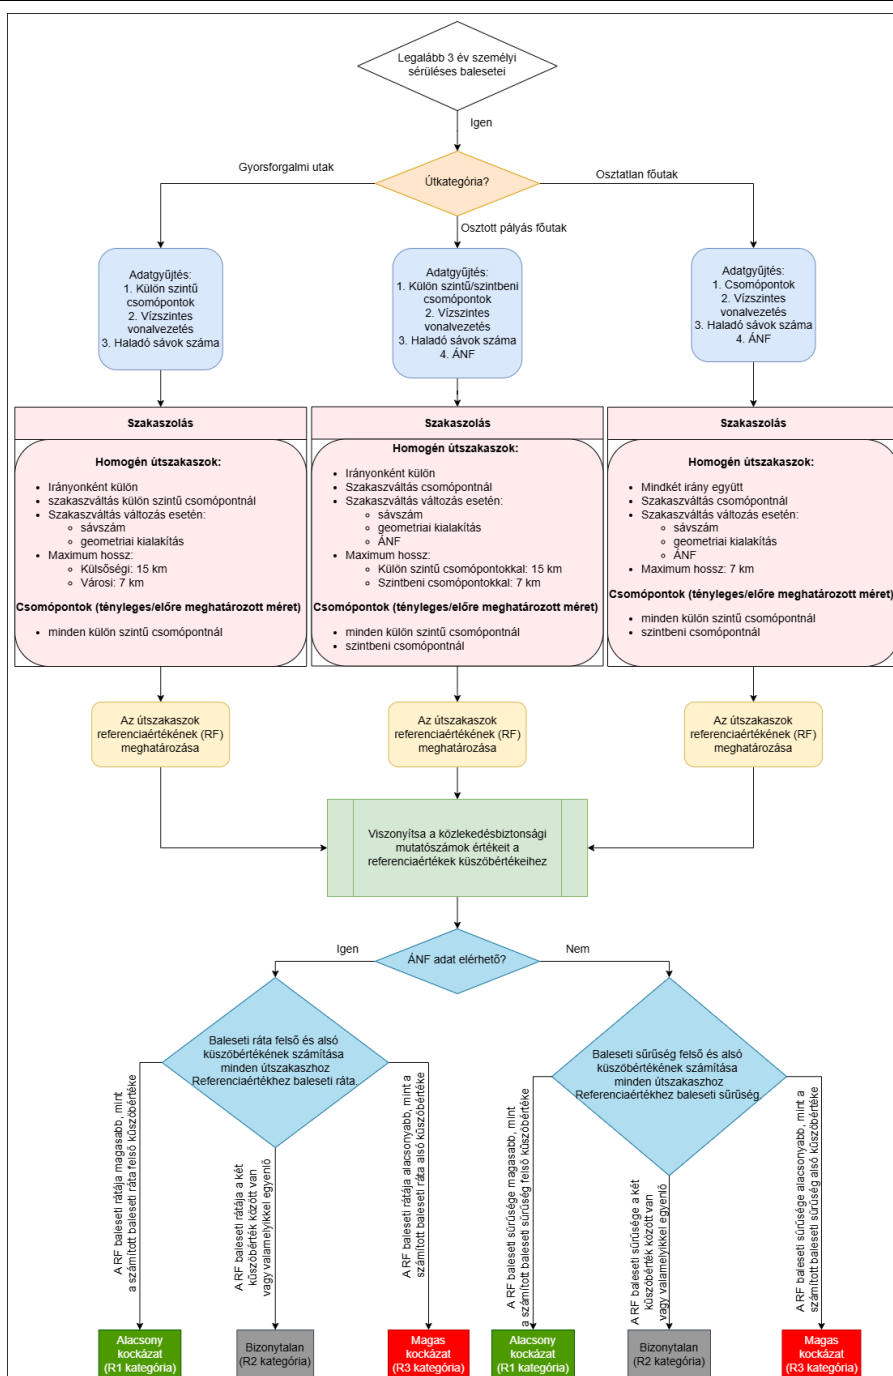 Legalább 3 év személyi
sérüléses balesetei
Igen
Útkategória?
Gyorsforgalmi utak
Osztott pályás főutak
Osztatlan főutak
Adatgyűjtés:
1. Külön szintű
csomópontok
2. Vízszintes
vonalvezetés
3. Haladó sávok száma
Adatgyűjtés:
1. Külön szintű/szintbeni
csomópontok
2. Vízszintes
vonalvezetés
3. Haladó sávok száma
4. ÁNF
Adatgyűjtés:
1. Csomópontok
2. Vízszintes
vonalvezetés
3. Haladó sávok száma
4. ÁNF
Szakaszolás
Homogén útszakaszok:
• Irányonként külön
• szakaszváltás külön szintű csomópontnál
• Szakaszváltás változás esetén:
○ sávszám
○ geometriai kialakítás
• Maximum hossz:
○ Külsőségi: 15 km
○ Városi: 7 km
Csomópontok (tényleges/előre meghatározott méret)
• minden külön szintű csomópontnál
Szakaszolás
Homogén útszakaszok:
• Irányonként külön
• Szakaszváltás csomópontnál
• Szakaszváltás változás esetén:
○ sávszám
○ geometriai kialakítás
○ ÁNF
• Maximum hossz:
○ Külön szintű csomópontokkal: 15 km
○ Szintbeni csomópontokkal: 7 km
Csomópontok (tényleges/előre meghatározott méret)
• minden külön szintű csomópontnál
• szintbeni csomópontnál
Szakaszolás
Homogén útszakaszok:
• Mindkét irány együtt
• Szakaszváltás csomópontnál
• Szakaszváltás változás esetén:
○ sávszám
○ geometriai kialakítás
○ ÁNF
• Maximum hossz: 7 km
Csomópontok (tényleges/előre meghatározott méret)
• minden külön szintű csomópontnál
• szintbeni csomópontnál
Az útszakaszok
referenciaértékének (RF)
meghatározása
Az útszakaszok
referenciaértékének (RF)
meghatározása
Az útszakaszok
referenciaértékének (RF)
meghatározása
Viszonyítsa a közlekedésbiztonsági
mutatószámok értékeit a
referenciaértékek küszöbértékeihez
ÁNF adat elérhető?
Igen
Nem
Baleseti ráta felső és alsó
küszöbértékének számítása
minden útszakaszhoz
Referenciaértékhez baleseti ráta.
Baleseti sűrűség felső és alsó
küszöbértékének számítása
minden útszakaszhoz
Referenciaértékhez baleseti sűrűség.
A RF baleseti rátája magasabb, mint
a számított baleseti ráta felső küszöbértéke
A RF baleseti rátája a két
küszöbérték között van
vagy valamelyikkel egyenlő
A RF baleseti rátája alacsonyabb, mint a
számított baleseti ráta alsó küszöbértéke
A RF baleseti sűrűsége magasabb, mint
a számított baleseti sűrűség felső küszöbértéke
A RF baleseti sűrűsége a két
küszöbérték között van
vagy valamelyikkel egyenlő
A RF baleseti sűrűsége alacsonyabb, mint a
számított baleseti sűrűség alsó küszöbértéke
Alacsony
kockázat
(R1 kategória)
Bizonytalan
(R2 kategória)
Magas
kockázat
(R3 kategória)
Alacsony
kockázat
(R1 kategória)
Bizonytalan
(R2 kategória)
Magas
kockázat
(R3 kategória)